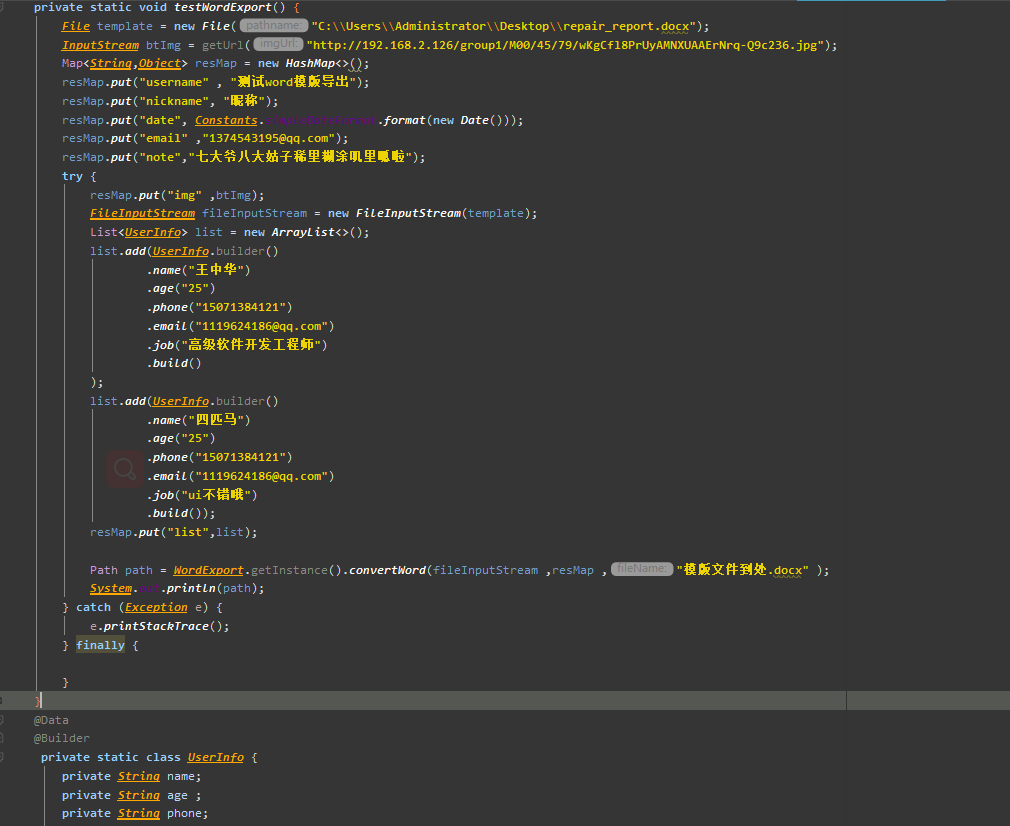 private static void testWordExport() {
File template = new File( pathname: "C:\\Users\\Administrator\\Desktop\\repair_report.docx");
InputStream btImg = getUrl( imgUrl: "http://192.168.2.126/group1/M00/45/79/wKgCfl8PrUyAMNXUAAErNrq-Q9c236.jpg");
Map<String,Object> resMap = new HashMap<>();
resMap.put("username" , "测试word模版导出");
resMap.put("nickname", "昵称");
resMap.put("date", Constants. .format(new Date()));
resMap.put("email" ,"1374543195@qq.com");
resMap.put("note","七大爷八大姑子稀里糊涂叽里呱啦");
try {
resMap.put("img" ,btImg);
FileInputStream fileInputStream = new FileInputStream(template);
List<UserInfo> list = new ArrayList<>();
list.add(UserInfo.builder()
.name("王中华")
.age("25")
.phone("15071384121")
.email("1119624186@qq.com")
.job("高级软件开发工程师")
.build()
);
list.add(UserInfo.builder()
.name("四匹马")
.age("25")
.phone("15071384121")
.email("1119624186@qq.com")
.job("ui不错哦")
.build());
resMap.put("list",list);
Path path = WordExport.getInstance().convertWord(fileInputStream ,resMap , fileName: "模版文件到处.docx" );
System.out.println(path);
} catch (Exception e) {
e.printStackTrace();
} finally {
}
}
@Data
@Builder
private static class UserInfo {
private String name;
private String age ;
private String phone;